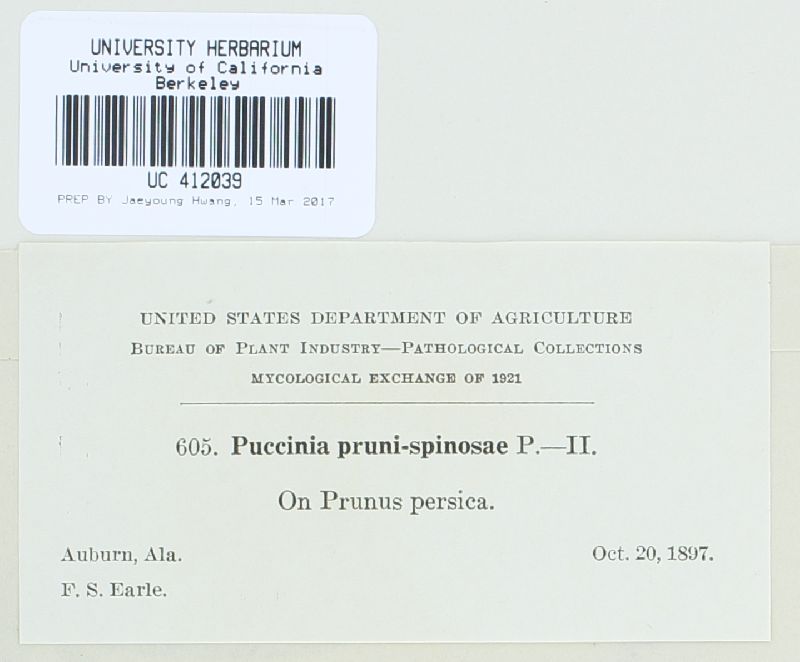 UNIVERSITY HERBARIUM
University of California
Berkeley
UC 412039
PREP BY Jaeyoung Hwang, 15 Mar 2017
UNITED STATES DEPARTMENT OF AGRICULTURE
BUREAU OF PLANT INDUSTRY—PATHOLOGICAL COLLECTIONS
MYCOLOGICAL EXCHANGE OF 1921
605. Puccinia pruni-spinosae P.—II.
On Prunus persica.
Auburn, Ala. Oct. 20, 1897.
F. S. Earle.